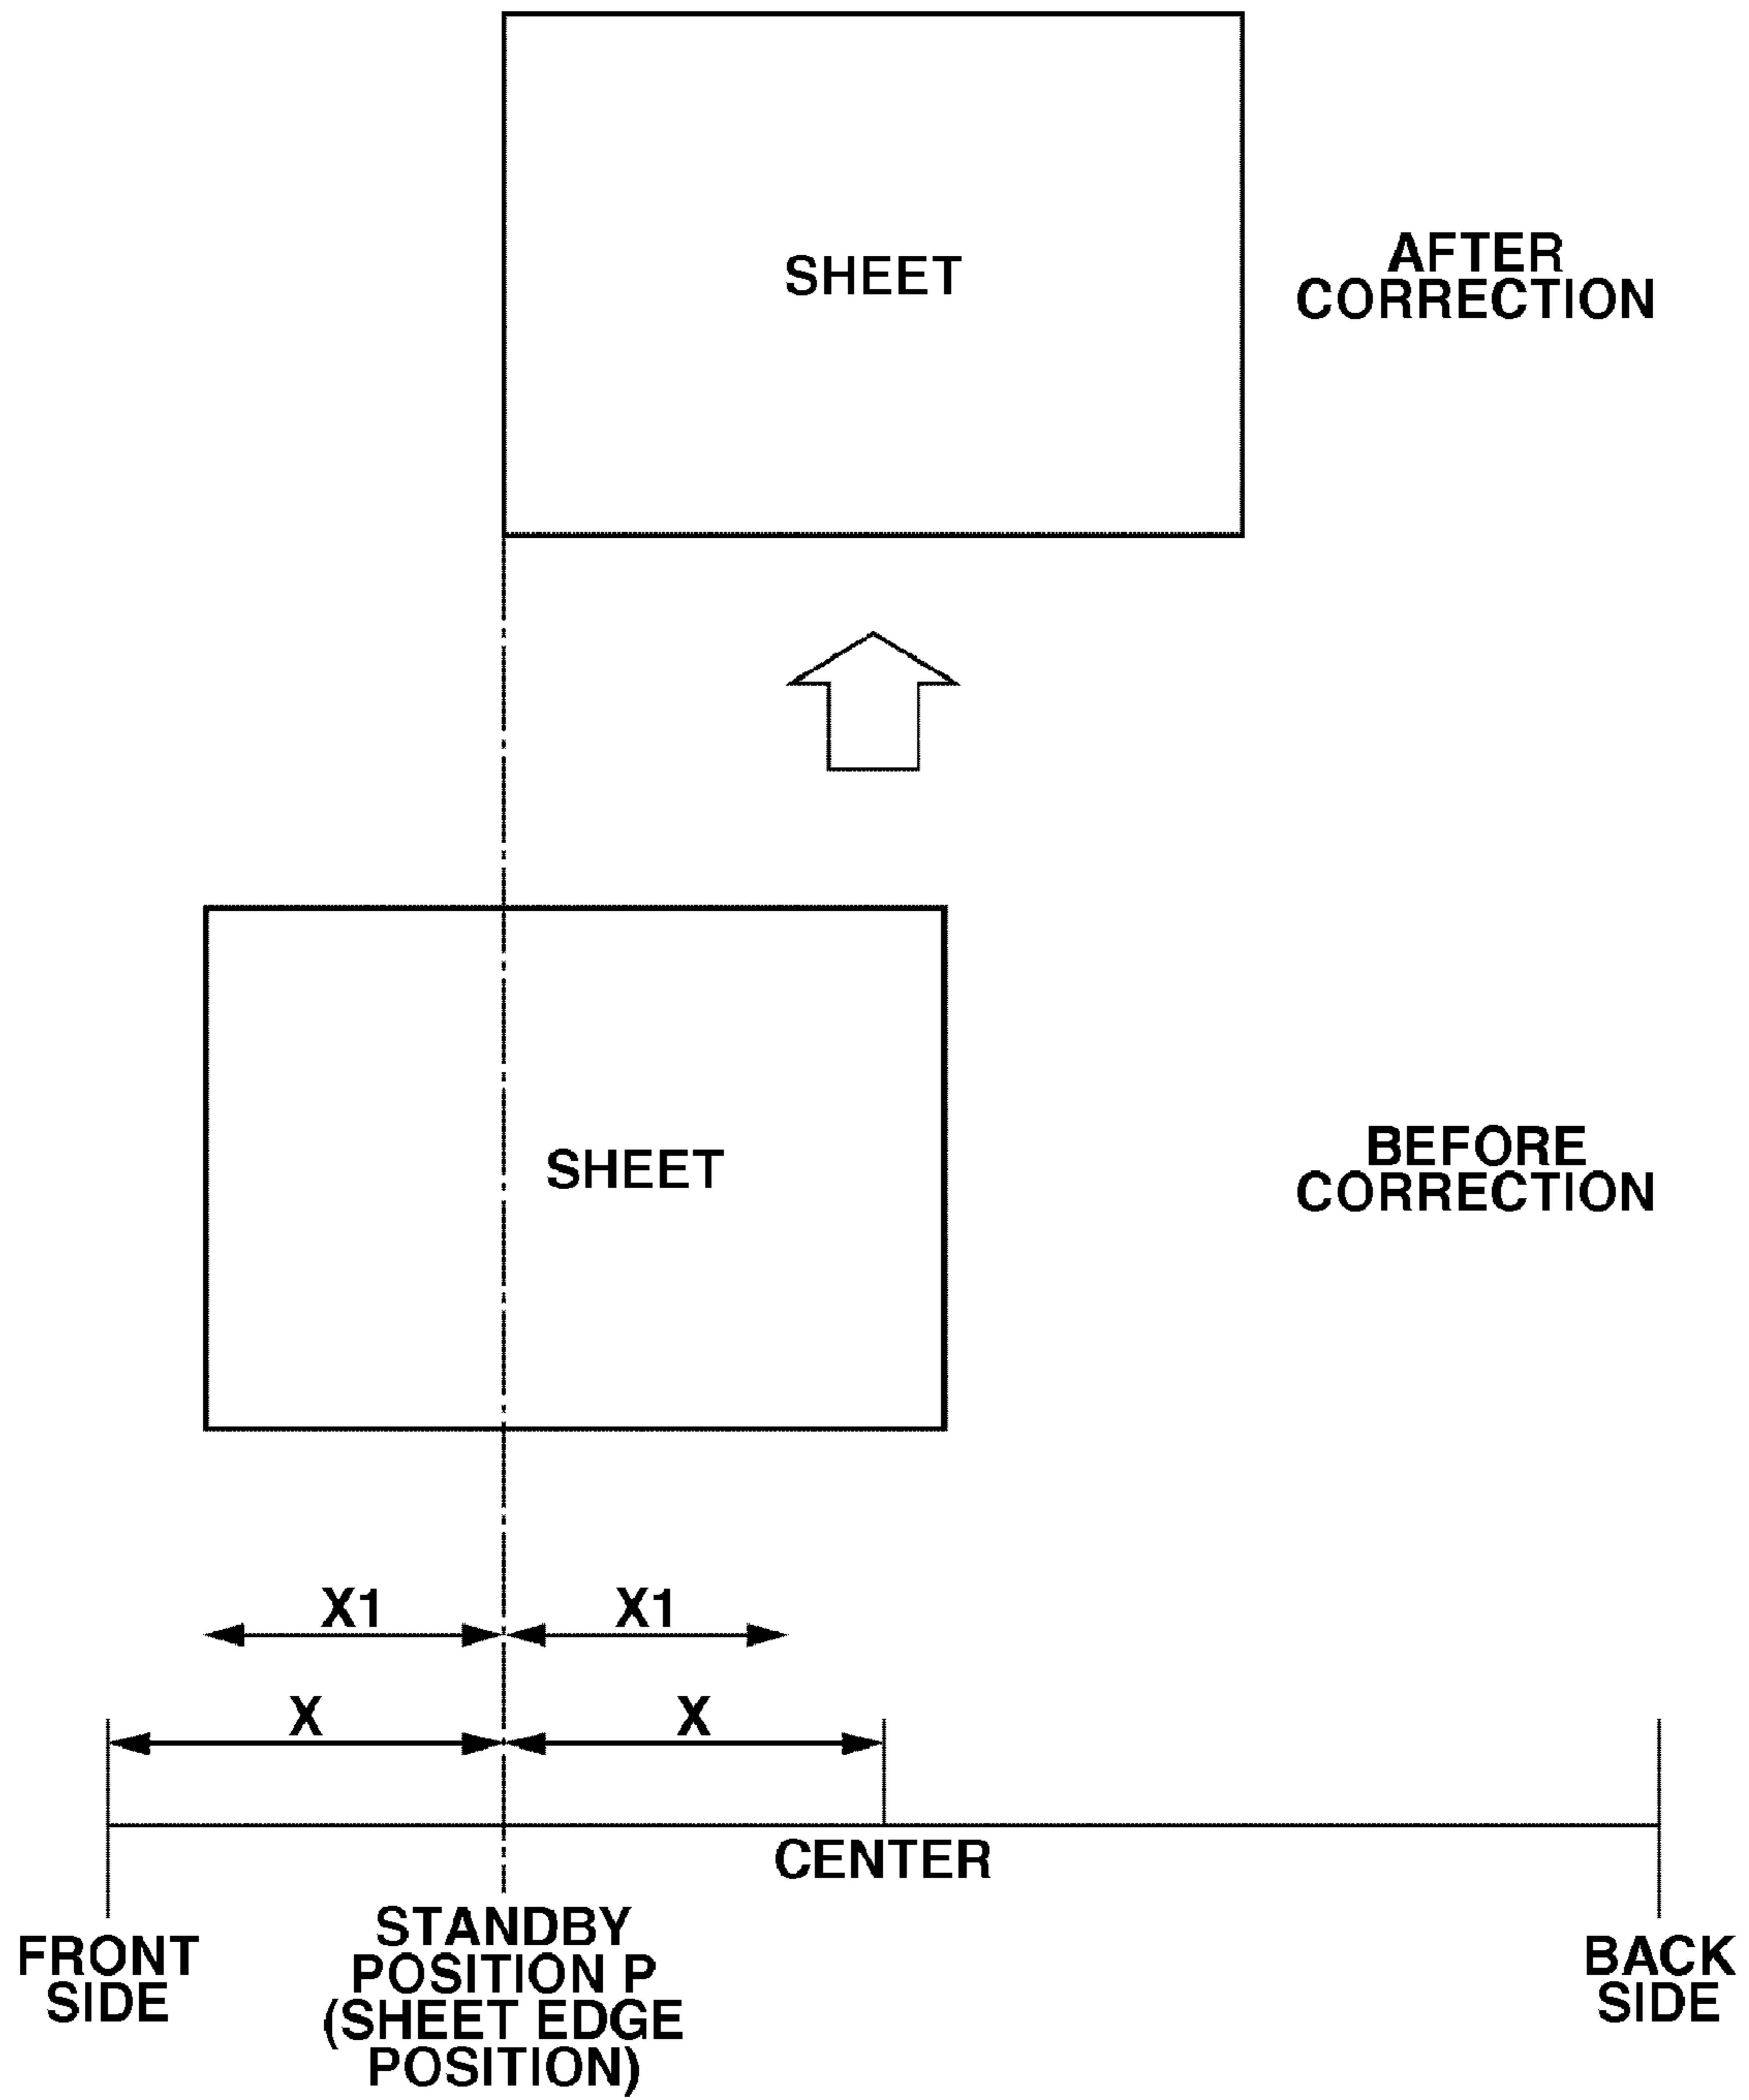 SHEET
AFTER
CORRECTION
SHEET
BEFORE
CORRECTION
X1
X1
X
X
CENTER
FRONT
SIDE
STANDBY
POSITION P
(SHEET EDGE
POSITION)
BACK
SIDE